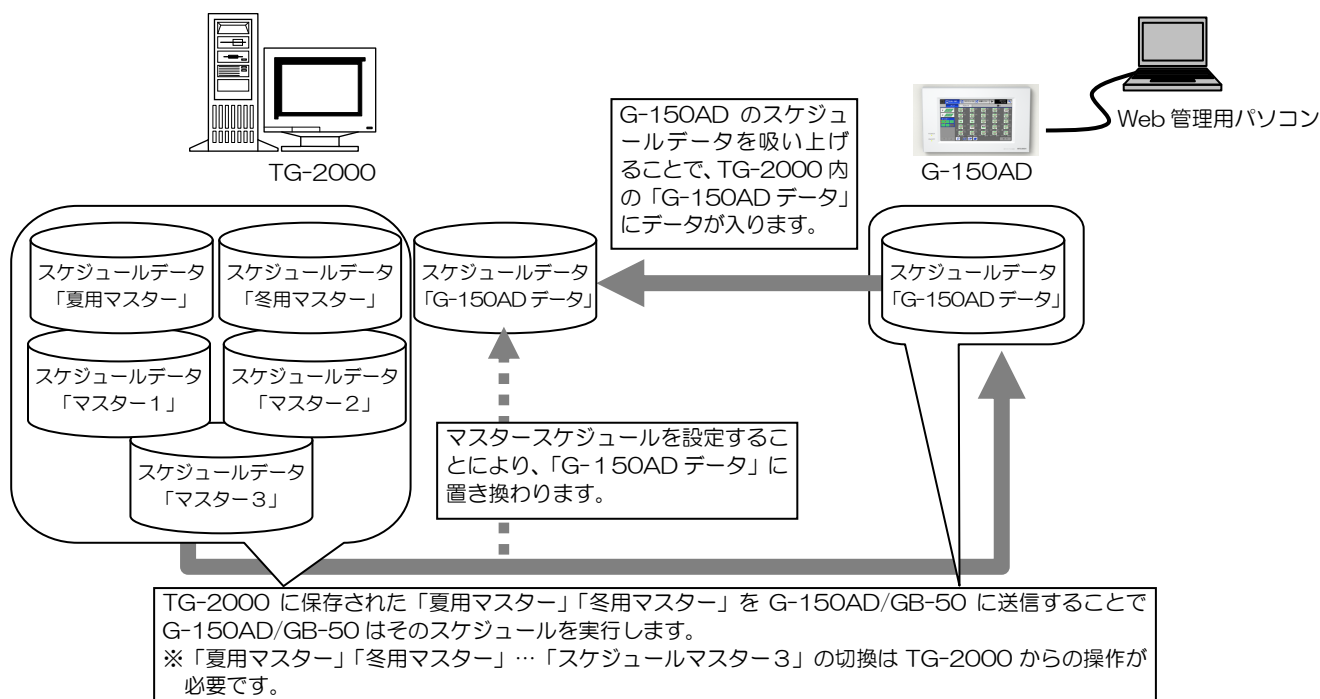 TG-2000
G-150AD のスケジュ
ールデータを吸い上げ
ることで、TG-2000 内
の「G-150AD データ」
にデータが入ります。
G-150AD
Web 管理用パソコン
スケジュールデータ
「夏用マスター」
スケジュールデータ
「冬用マスター」
スケジュールデータ
「G-150AD データ」
スケジュールデータ
「G-150AD データ」
スケジュールデータ
「マスター１」
スケジュールデータ
「マスター２」
スケジュールデータ
「マスター３」
マスタースケジュールを設定するこ
とにより、「G-150AD データ」に
置き換わります。
TG-2000 に保存された「夏用マスター」「冬用マスター」を G-150AD/GB-50 に送信することで
G-150AD/GB-50 はそのスケジュールを実行します。
※「夏用マスター」「冬用マスター」…「スケジュールマスター３」の切換は TG-2000 からの操作が
必要です。